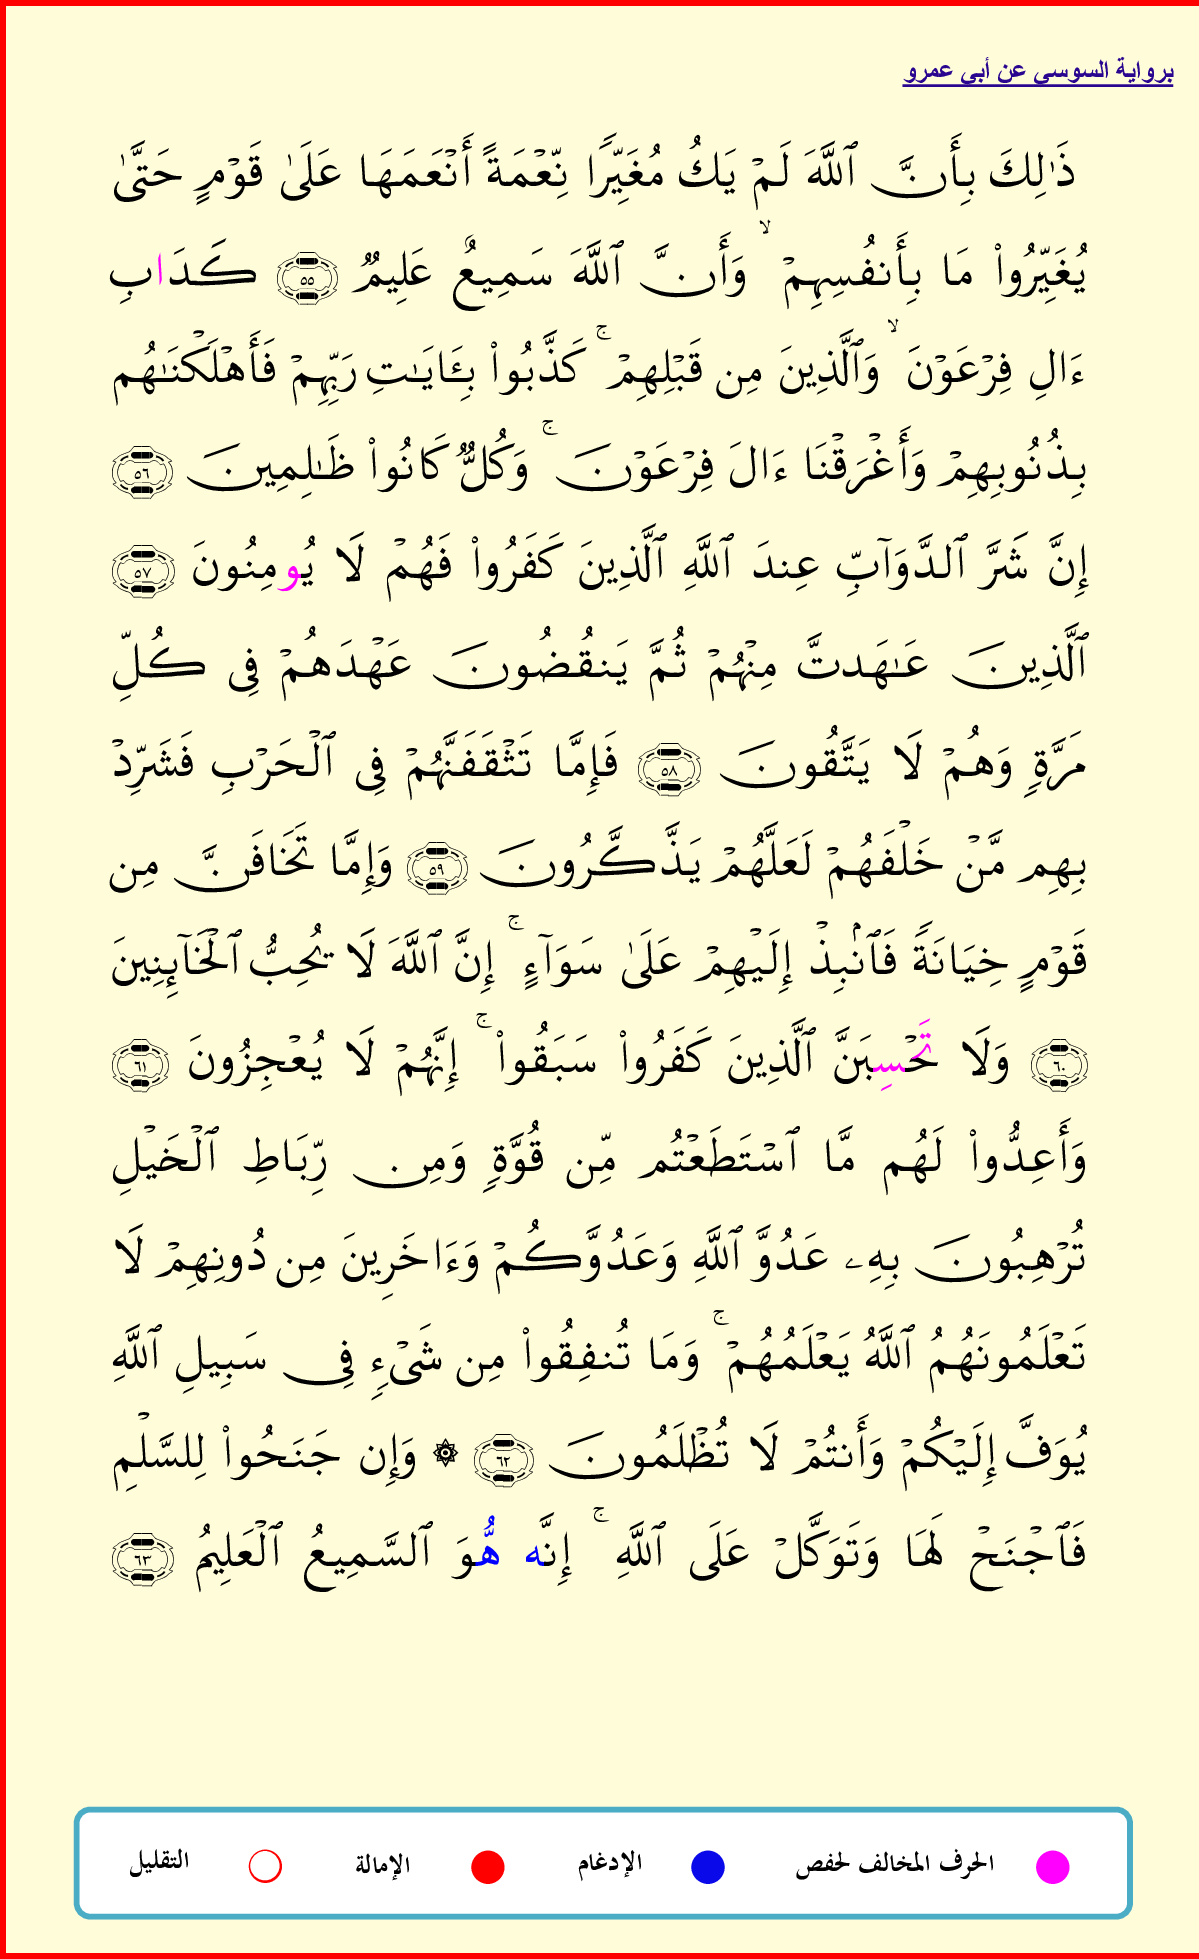 برواية السوسي عن أبي عمرو
ذَٰلِكَ بِأَنَّ ٱللَّهَ لَمۡ يَكُ مُغَيِّرٗا نِّعۡمَةً أَنۡعَمَهَا عَلَىٰ قَوۡمٍ حَتَّىٰ
يُغَيِّرُواْ مَا بِأَنفُسِهِمۡ ۙ وَأَنَّ ٱللَّهَ سَمِيعٌ عَلِيمٞ ٥٥ كَدَابِ
ءَالِ فِرۡعَوۡنَ ۙ وَٱلَّذِينَ مِن قَبۡلِهِمۡ ۚ كَذَّبُواْ بِـَٔايَٰتِ رَبِّهِمۡ فَأَهۡلَكۡنَٰهُم
بِذُنُوبِهِمۡ وَأَغۡرَقۡنَا ءَالَ فِرۡعَوۡنَ ۚ وَكُلّٞ كَانُواْ ظَٰلِمِينَ ٥٦
إِنَّ شَرَّ ٱلدَّوَآبِّ عِندَ ٱللَّهِ ٱلَّذِينَ كَفَرُواْ فَهُمۡ لَا يُومِنُونَ ٥٧
ٱلَّذِينَ عَٰهَدتَّ مِنۡهُمۡ ثُمَّ يَنقُضُونَ عَهۡدَهُمۡ فِي كُلِّ
مَرَّةٖ وَهُمۡ لَا يَتَّقُونَ ٥٨ فَإِمَّا تَثۡقَفَنَّهُمۡ فِي ٱلۡحَرۡبِ فَشَرِّدۡ
بِهِم مَّنۡ خَلۡفَهُمۡ لَعَلَّهُمۡ يَذَّكَّرُونَ ٥٩ وَإِمَّا تَخَافَنَّ مِن
قَوۡمٍ خِيَانَةٗ فَٱنۢبِذۡ إِلَيۡهِمۡ عَلَىٰ سَوَآءٍ ۚ إِنَّ ٱللَّهَ لَا يُحِبُّ ٱلۡخَآئِنِينَ
٦٠ وَلَا تَحۡسِبَنَّ ٱلَّذِينَ كَفَرُواْ سَبَقُواْ ۚ إِنَّهُمۡ لَا يُعۡجِزُونَ ٦١
وَأَعِدُّواْ لَهُم مَّا ٱسۡتَطَعۡتُم مِّن قُوَّةٖ وَمِن رِّبَاطِ ٱلۡخَيۡلِ
تُرۡهِبُونَ بِهِۦ عَدُوَّ ٱللَّهِ وَعَدُوَّكُمۡ وَءَاخَرِينَ مِن دُونِهِمۡ لَا
تَعۡلَمُونَهُمُ ٱللَّهُ يَعۡلَمُهُمۡ ۚ وَمَا تُنفِقُواْ مِن شَيۡءٖ فِي سَبِيلِ ٱللَّهِ
يُوَفَّ إِلَيۡكُمۡ وَأَنتُمۡ لَا تُظۡلَمُونَ ٦٢ ۞ وَإِن جَنَحُواْ لِلسَّلۡمِ
فَٱجۡنَحۡ لَهَا وَتَوَكَّلۡ عَلَى ٱللَّهِ ۚ إِنَّه هُّوَ ٱلسَّمِيعُ ٱلۡعَلِيمُ ٦٣
الحرف المخالف لحفص الإدغام الإمالة التقليل